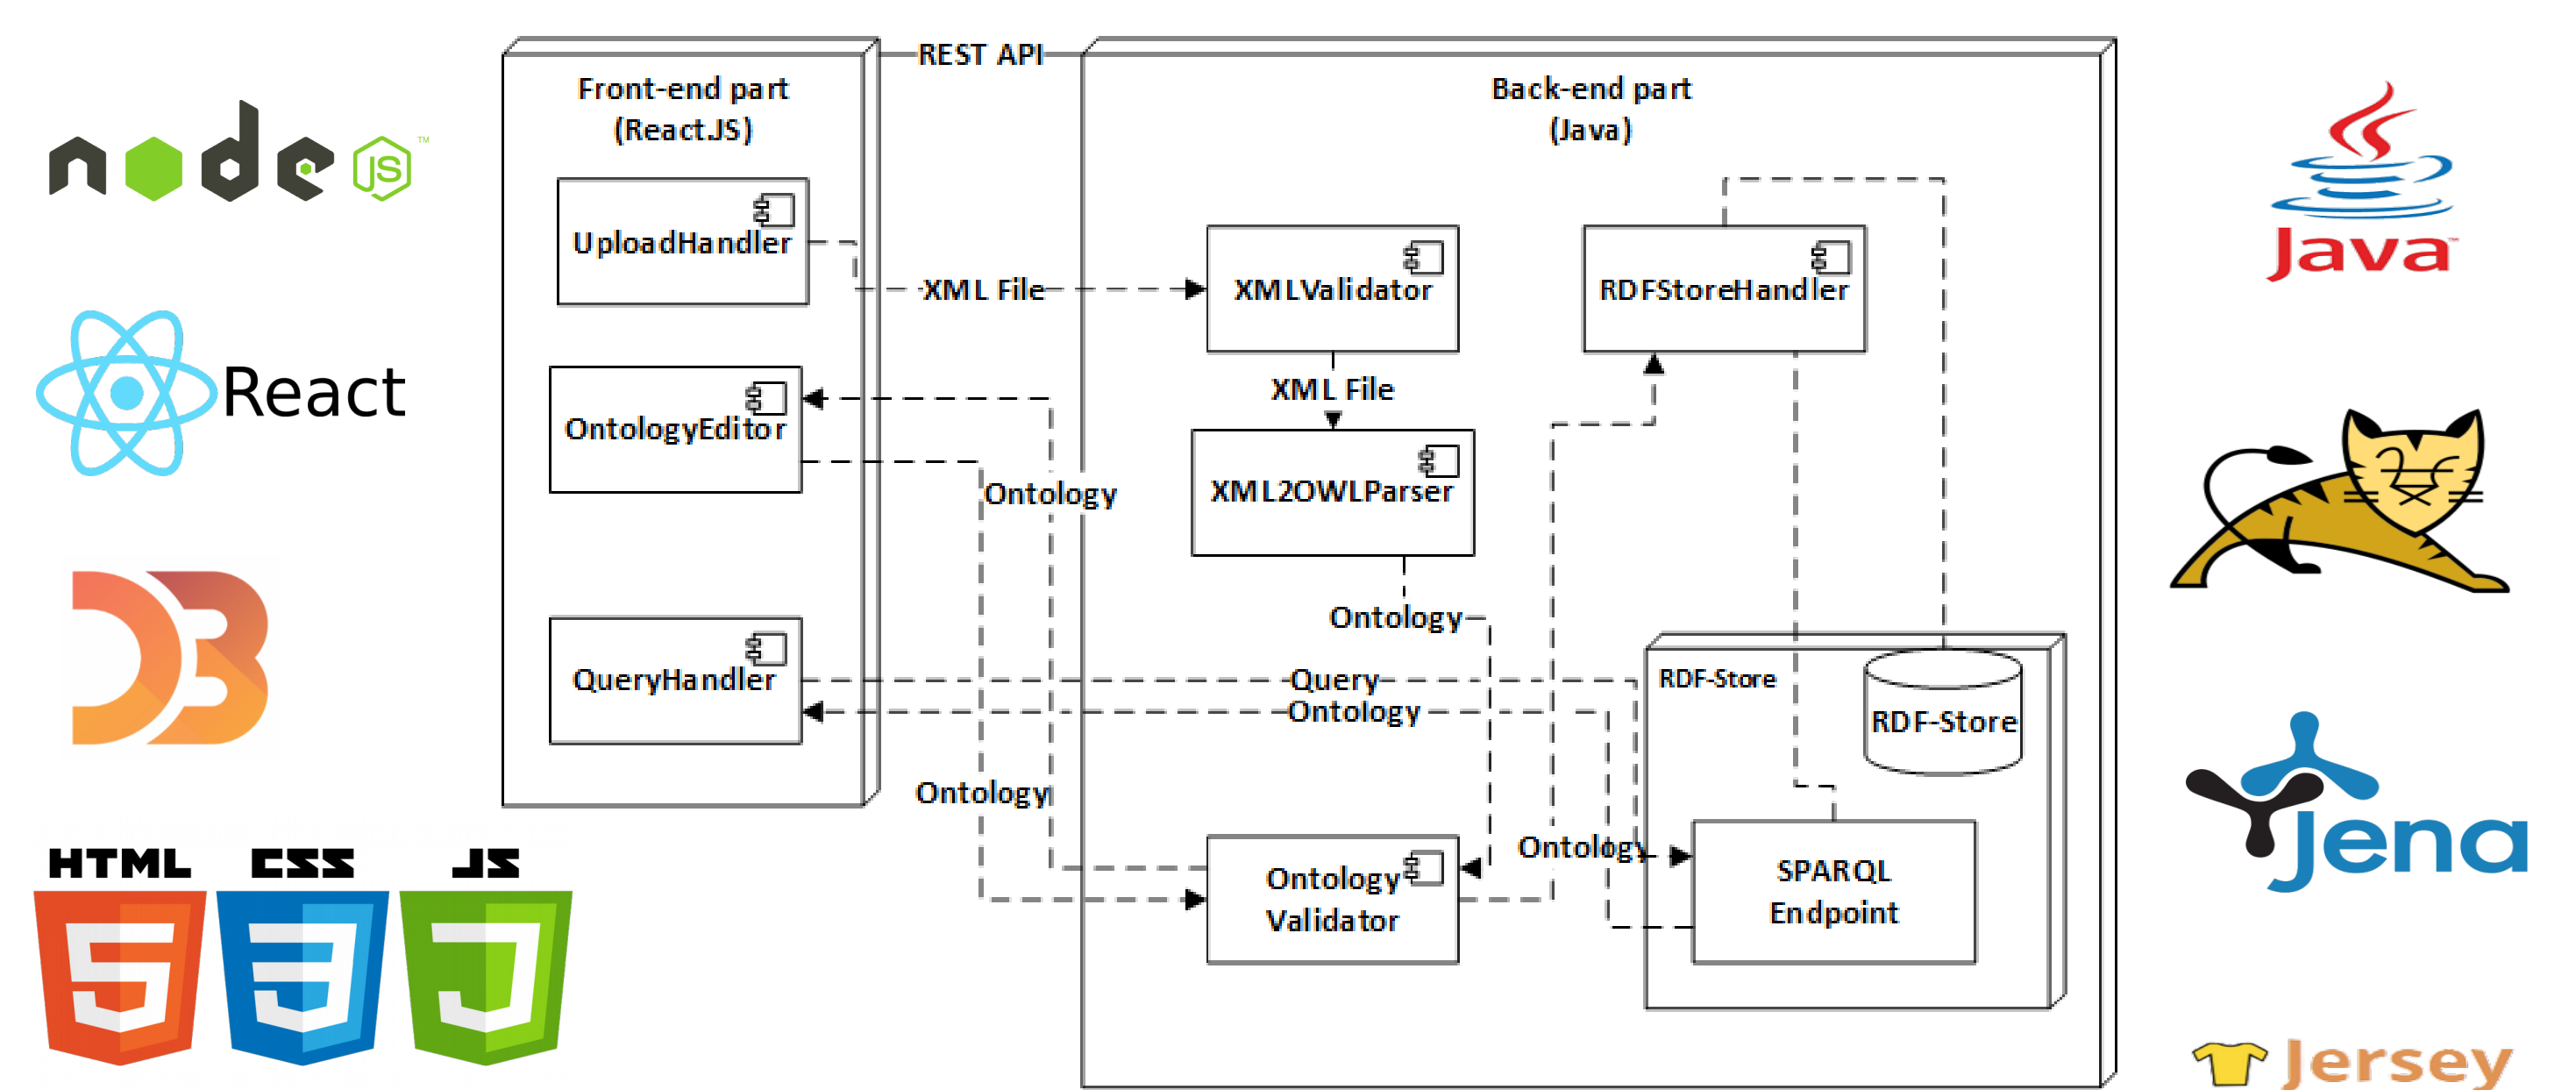 node
JS
™
React
HTML
CSS
JS
REST API
Front-end part
(React.JS)
UploadHandler
OntologyEditor
QueryHandler
XML File
Ontology
Ontology
Back-end part
(Java)
XMLValidator
XML File
XML2OWLParser
Ontology
Query
Ontology
Ontology
Validator
Ontology
RDFStoreHandler
RDF-Store
RDF-Store
SPARQL
Endpoint
Java
™
Jena
Jersey